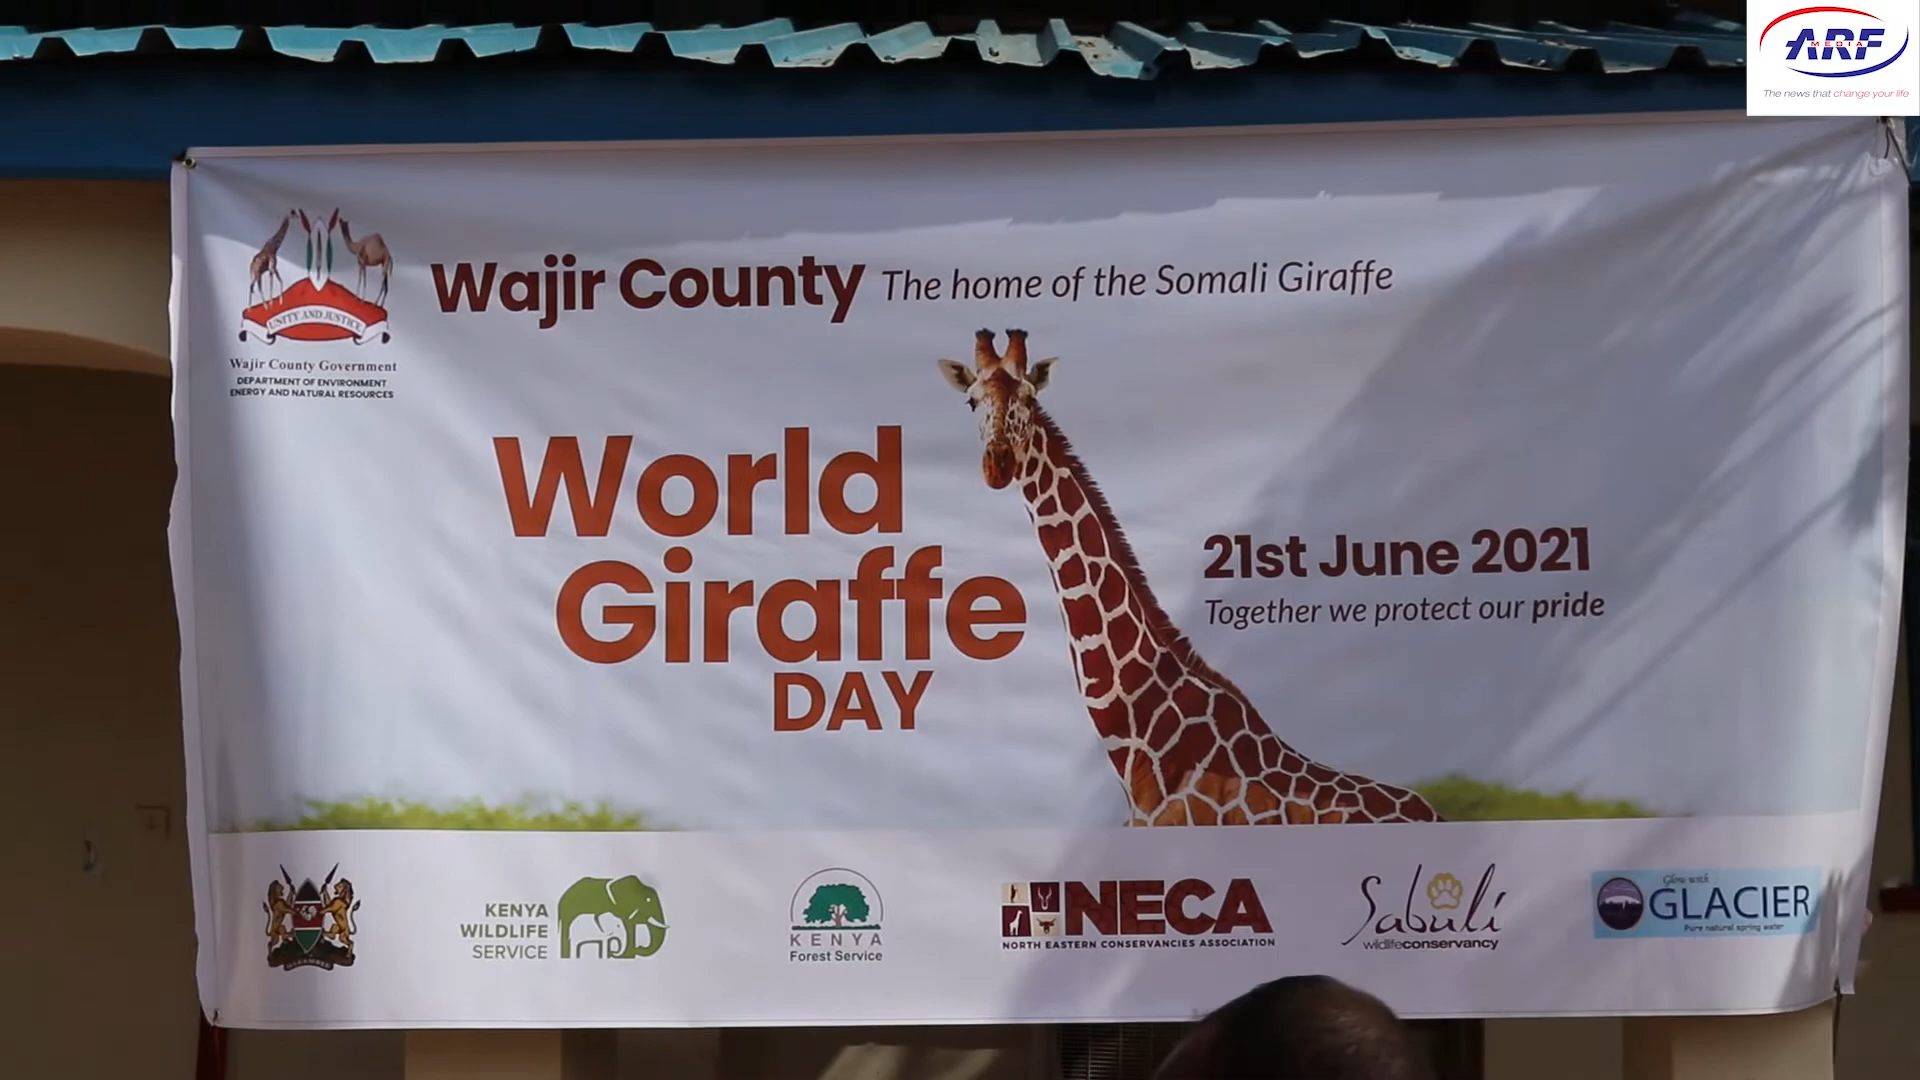 ARF
MEDIA
The news that change your life
UNITY AND JUSTICE
Wajir County Government
DEPARTMENT OF ENVIRONMENT
ENERGY AND NATURAL RESOURCES
Wajir County The home of the Somali Giraffe
World
Giraffe
DAY
21st June 2021
Together we protect our pride
HARAMBEE
KENYA
WILDLIFE
SERVICE
KENYA
Forest Service
NECA
NORTH EASTERN CONSERVANCIES ASSOCIATION
Sabuli
wildlifeconservancy
Glow with
GLACIER
Pure natural spring water